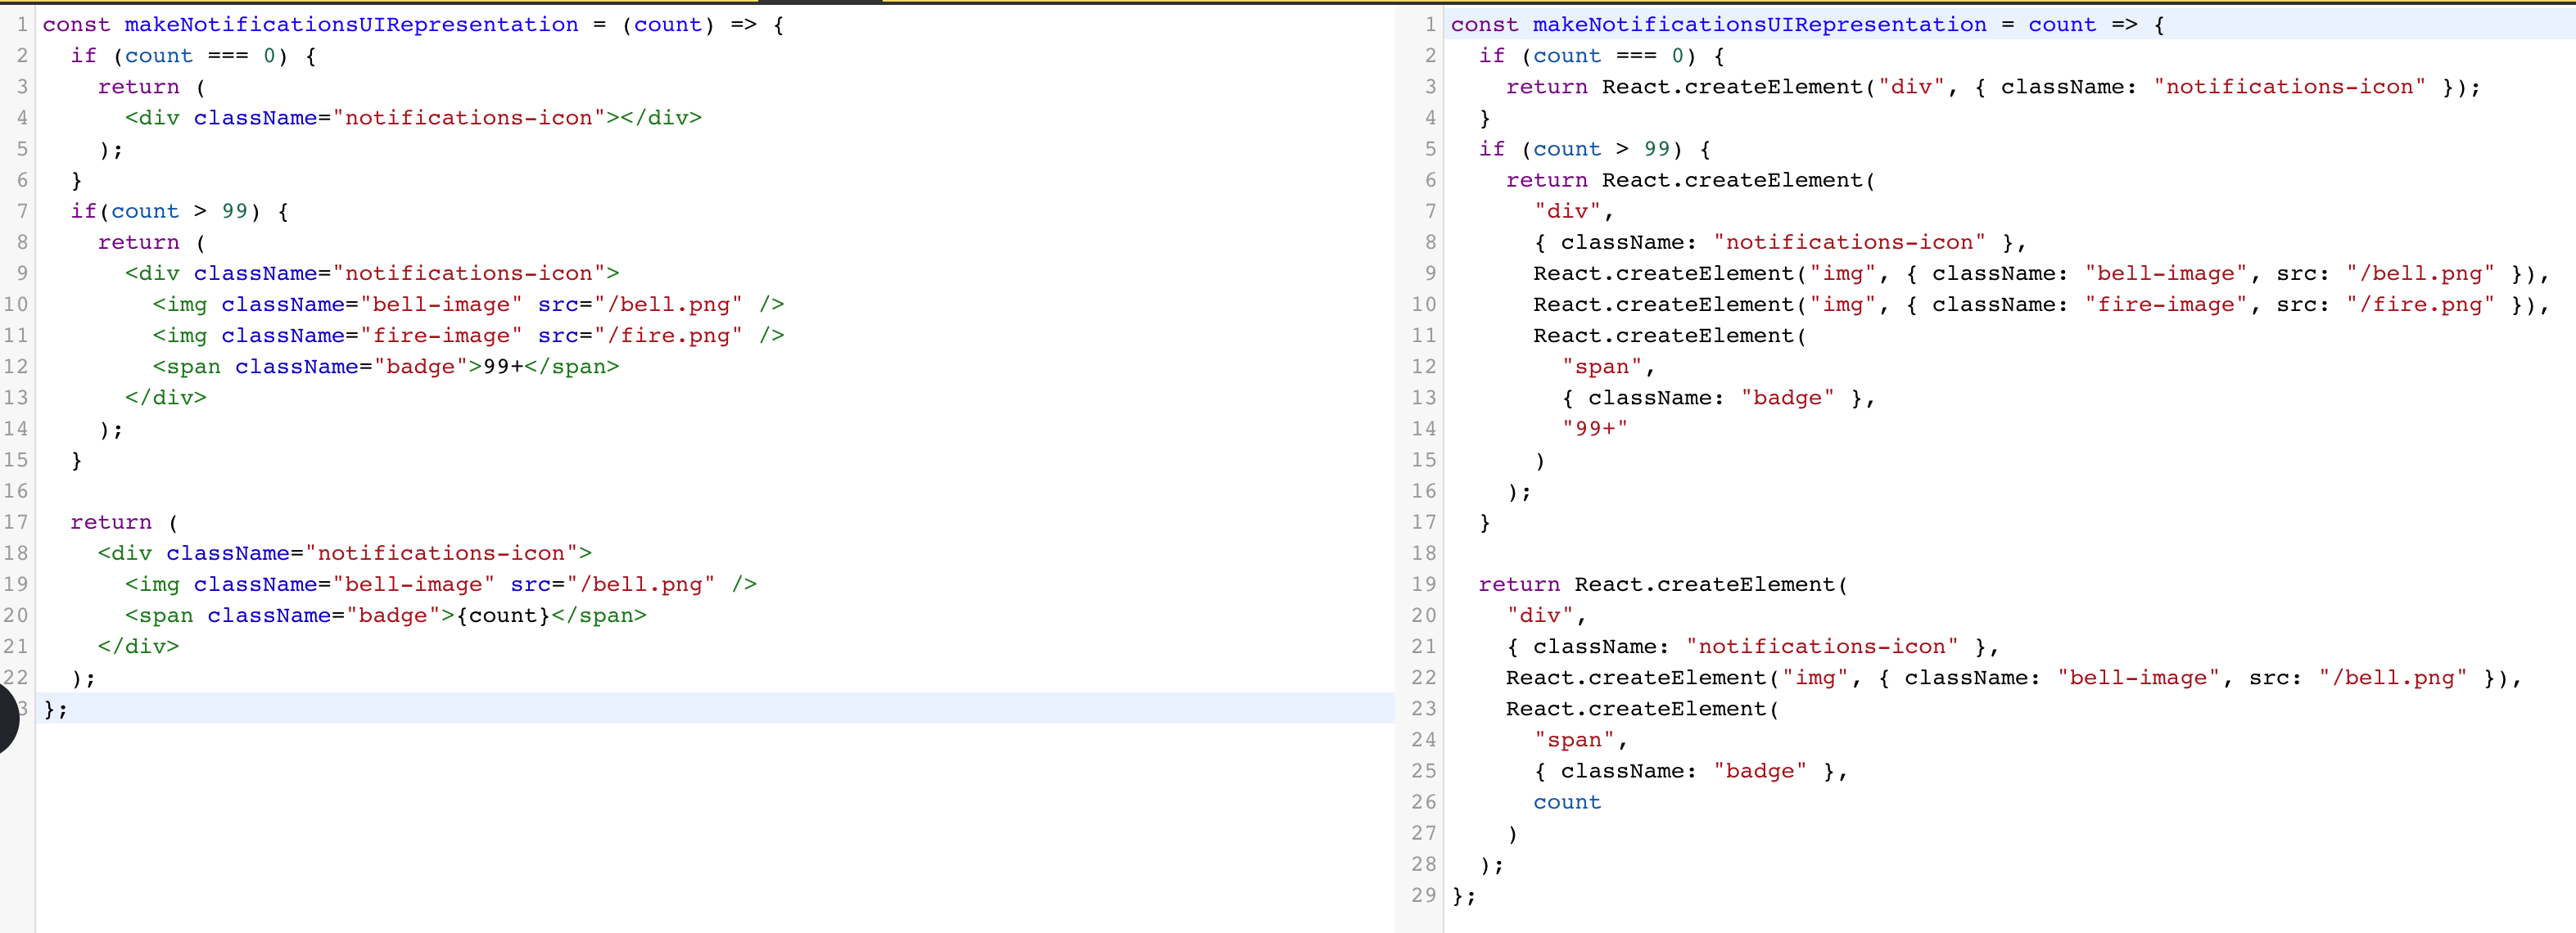 1 const makeNotificationsUIRepresentation = (count) => {
2   if (count === 0) {
3     return (
4       <div className="notifications-icon"></div>
5     );
6   }
7   if(count > 99) {
8     return (
9       <div className="notifications-icon">
10         <img className="bell-image" src="/bell.png" />
11         <img className="fire-image" src="/fire.png" />
12         <span className="badge">99+</span>
13       </div>
14     );
15   }
16
17   return (
18     <div className="notifications-icon">
19       <img className="bell-image" src="/bell.png" />
20       <span className="badge">{count}</span>
21     </div>
22   );
3 };
1 const makeNotificationsUIRepresentation = count => {
2   if (count === 0) {
3     return React.createElement("div", { className: "notifications-icon" });
4   }
5   if (count > 99) {
6     return React.createElement(
7       "div",
8       { className: "notifications-icon" },
9       React.createElement("img", { className: "bell-image", src: "/bell.png" }),
10       React.createElement("img", { className: "fire-image", src: "/fire.png" }),
11       React.createElement(
12         "span",
13         { className: "badge" },
14         "99+"
15       )
16     );
17   }
18
19   return React.createElement(
20     "div",
21     { className: "notifications-icon" },
22     React.createElement("img", { className: "bell-image", src: "/bell.png" }),
23     React.createElement(
24       "span",
25       { className: "badge" },
26       count
27     )
28   );
29 };